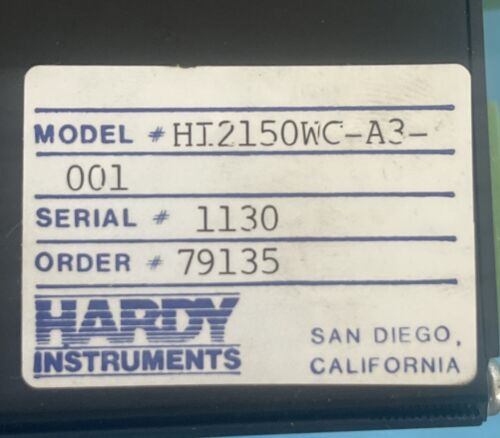 MODEL # HI2150WC-A3-
001
SERIAL # 1130
ORDER # 79135
HARDY
INSTRUMENTS
SAN DIEGO,
CALIFORNIA